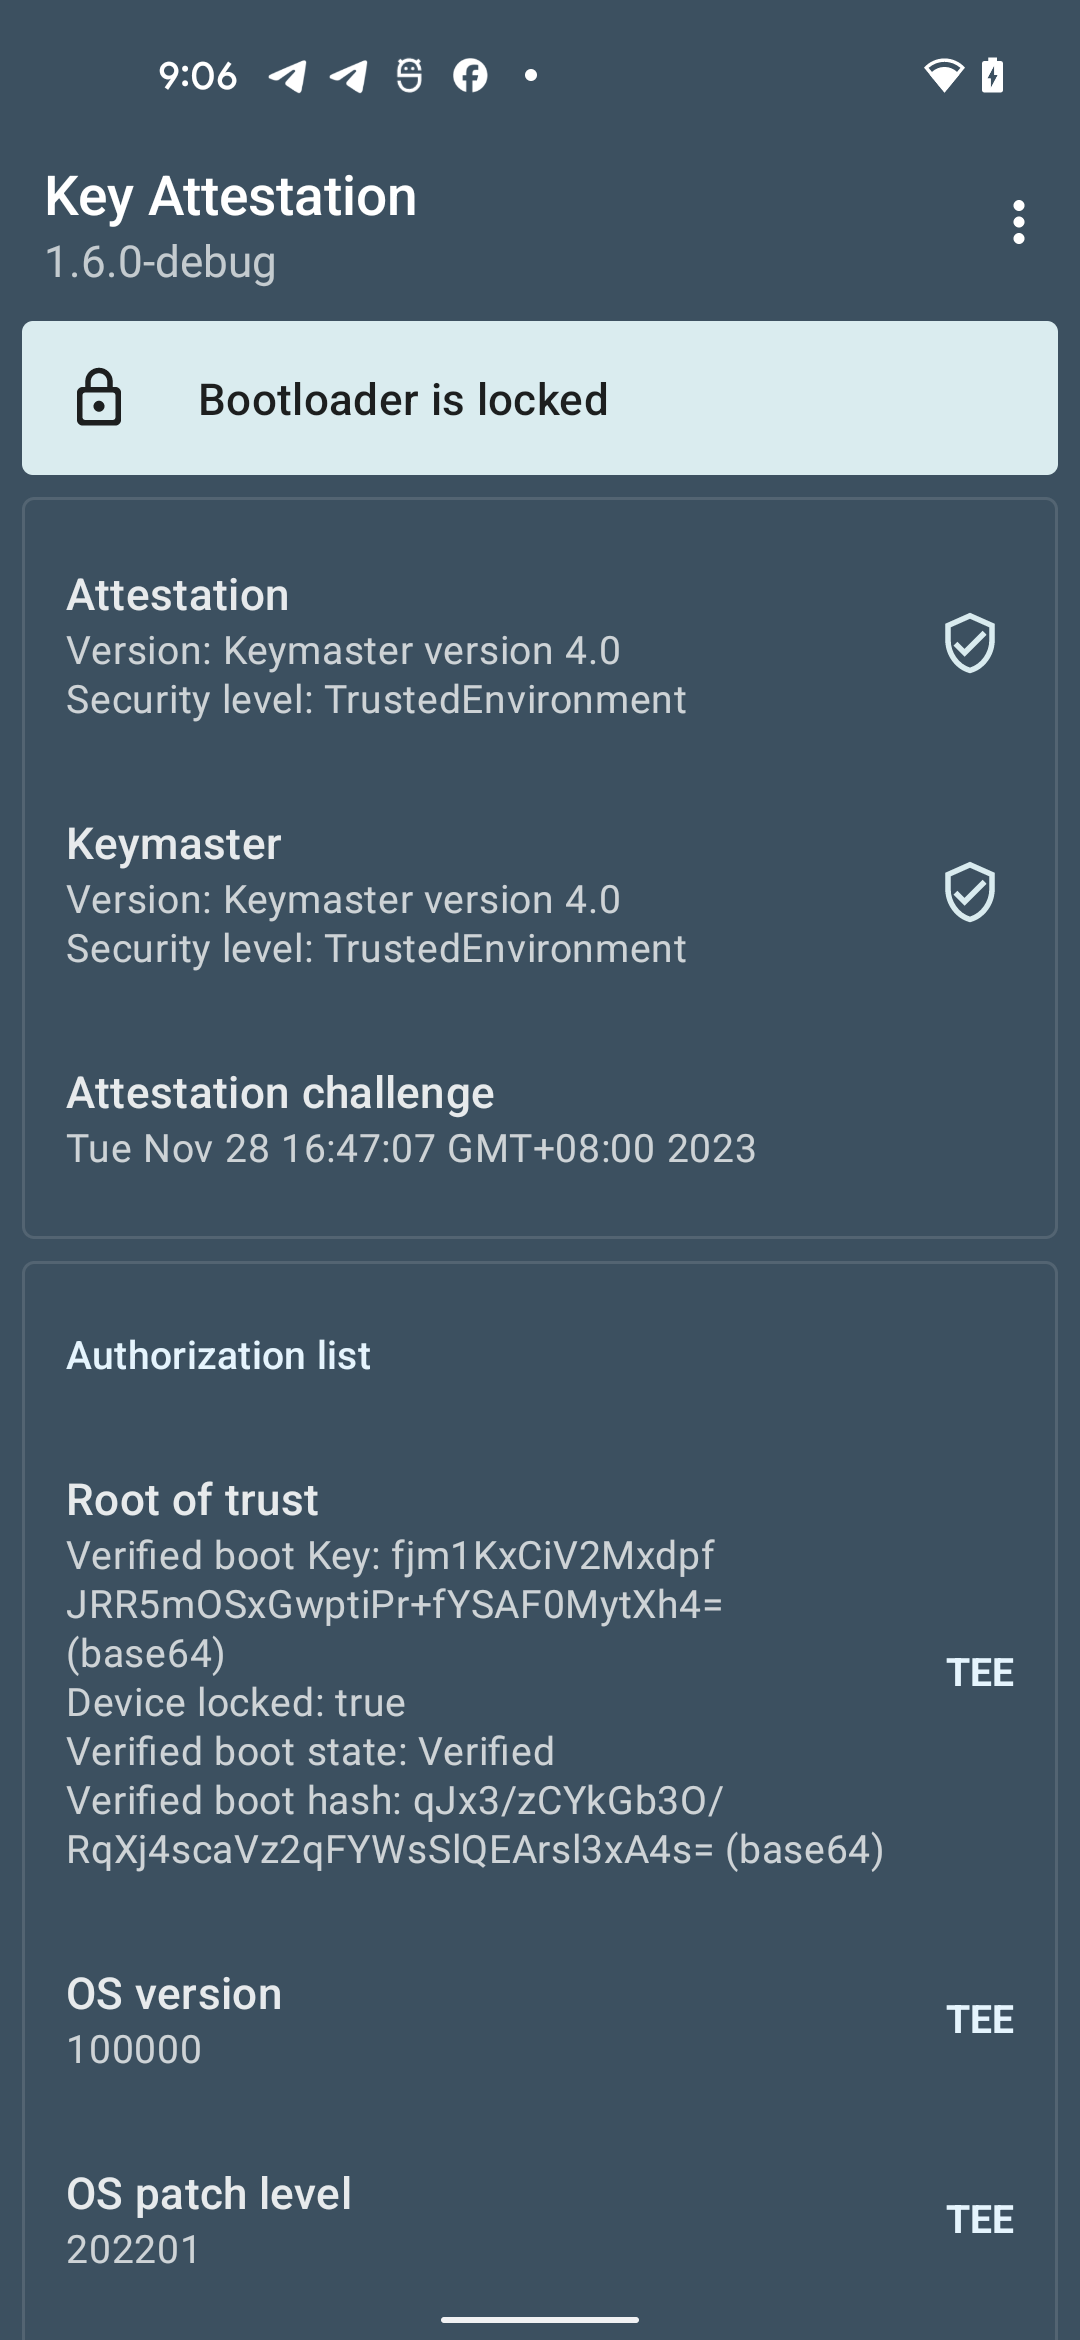 9:06
Key Attestation
1.6.0-debug
Bootloader is locked
Attestation
Version: Keymaster version 4.0
Security level: TrustedEnvironment
Keymaster
Version: Keymaster version 4.0
Security level: TrustedEnvironment
Attestation challenge
Tue Nov 28 16:47:07 GMT+08:00 2023
Authorization list
Root of trust
Verified boot Key: fjm1KxCiV2Mxdpf
JRR5mOSxGwptiPr+fYSAF0MytXh4=
(base64)
Device locked: true
Verified boot state: Verified
Verified boot hash: qJx3/zCYkGb3O/
RqXj4scaVz2qFYWsSlQEArsl3xA4s= (base64)
TEE
OS version
100000
TEE
OS patch level
202201
TEE